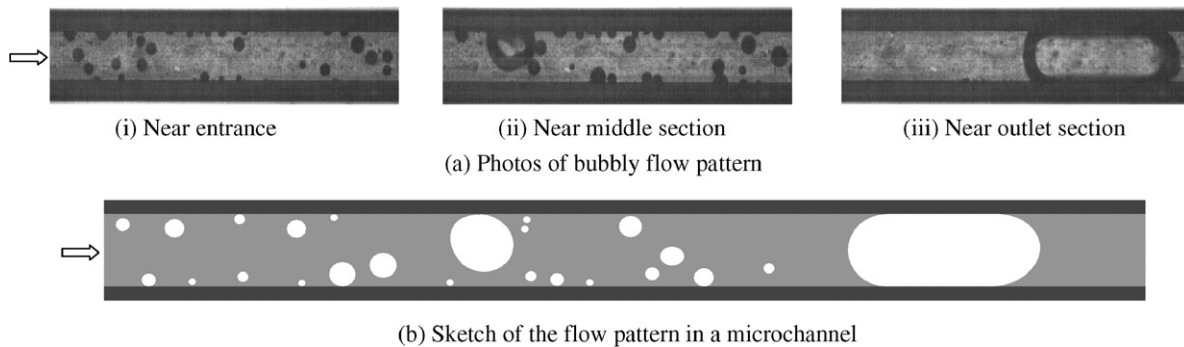 (i) Near entrance
(ii) Near middle section
(iii) Near outlet section
(a) Photos of bubbly flow pattern
(b) Sketch of the flow pattern in a microchannel